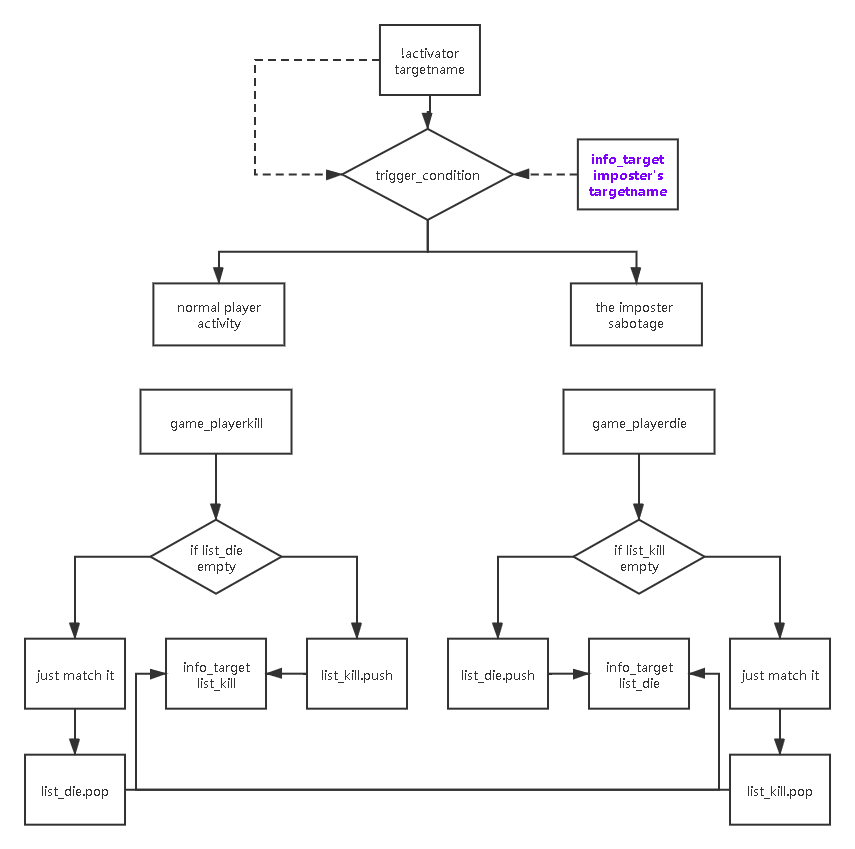 !activator
targetname
trigger_condition
info_target
imposter's
targetname
normal player
activity
the imposter
sabotage
game_playerkill
game_playerdie
if list_die
empty
if list_kill
empty
just match it
info_target
list_kill
list_kill.push
list_die.push
info_target
list_die
just match it
list_die.pop
list_kill.pop